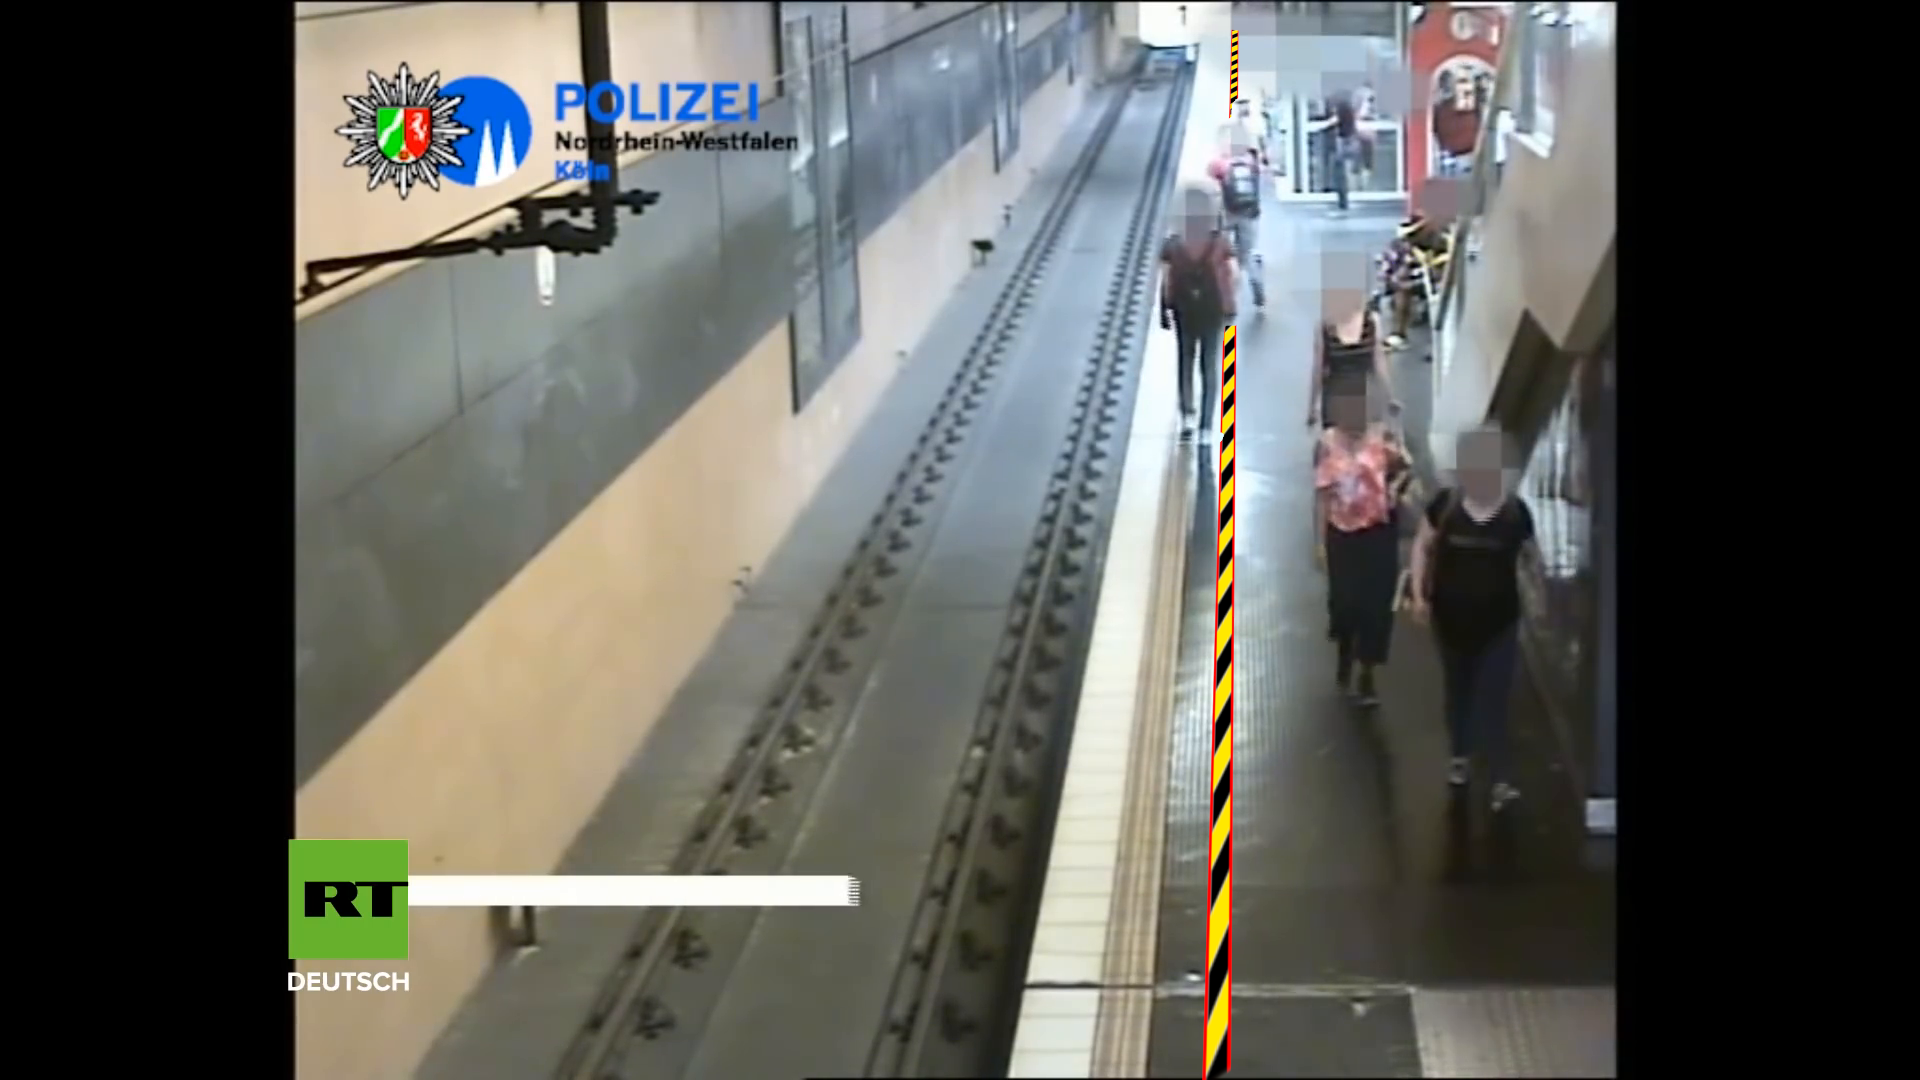 POLIZEI
Nordrhein-Westfalen
Köln
RT
DEUTSCH